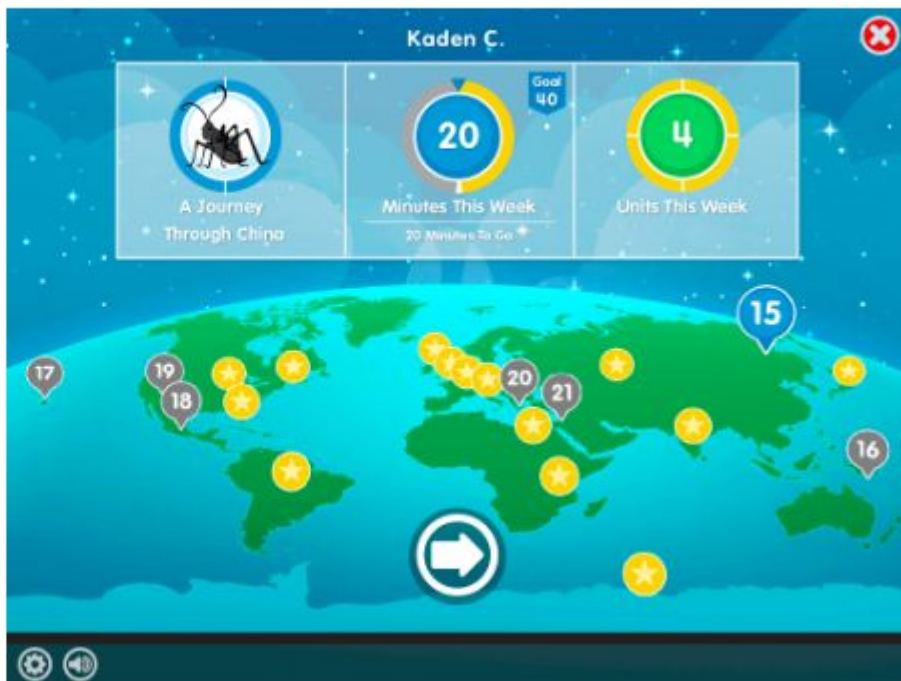 Kaden C.
Goal
40
20
4
A Journey
Through China
Minutes This Week
20 Minutes To Go
Units This Week
15
17
19
18
20
21
16